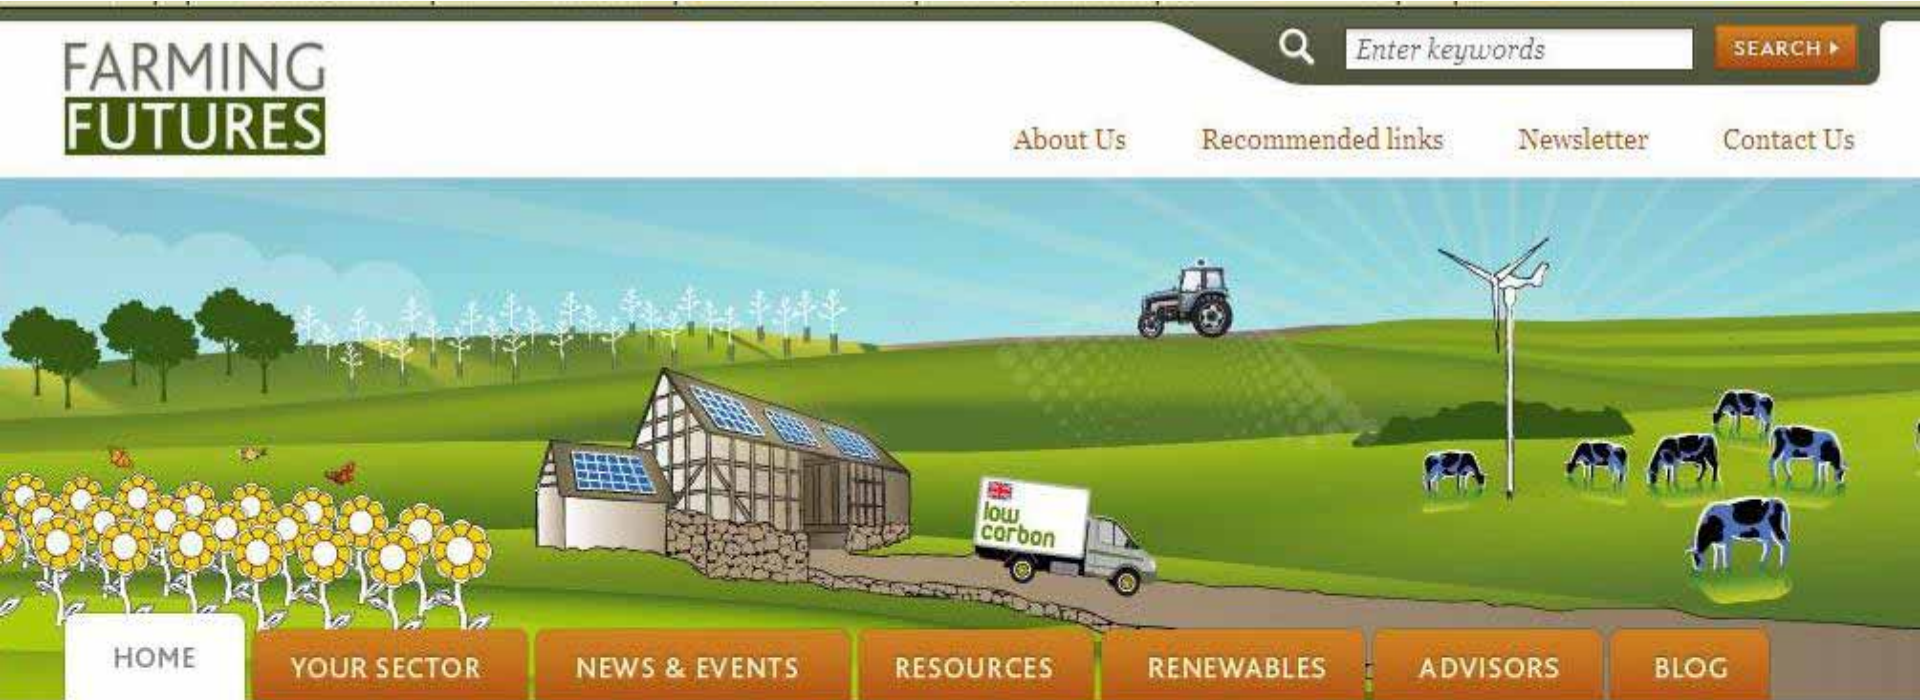 FARMING
FUTURES
Enter keywords
SEARCH
About Us Recommended links Newsletter Contact Us
low
carbon
HOME YOUR SECTOR NEWS & EVENTS RESOURCES RENEWABLES ADVISORS BLOG